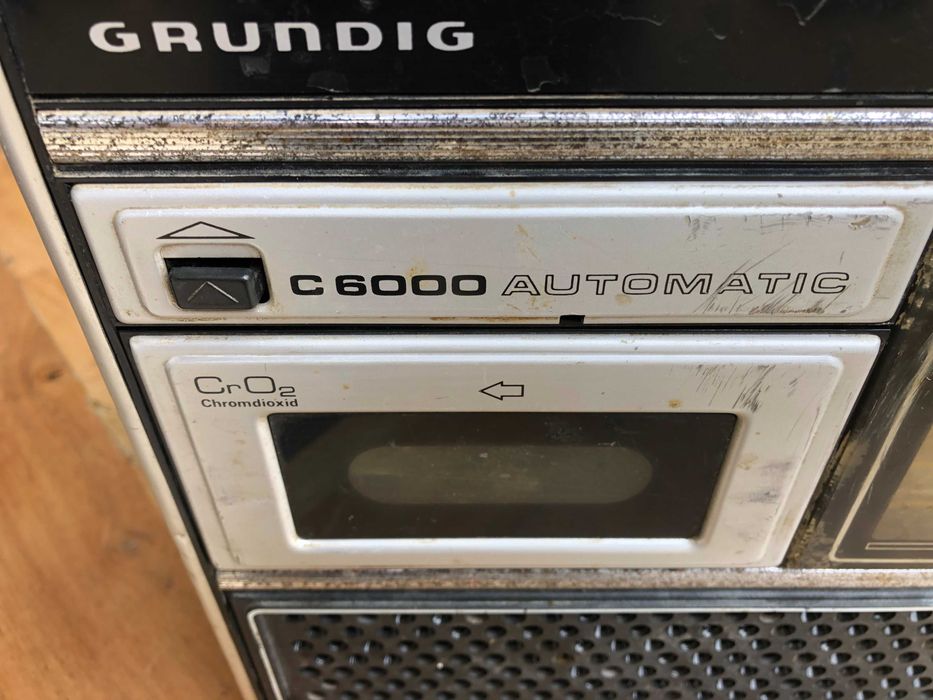 GRUNDIG
C 6000 AUTOMATIC
CrO2
Chromdioxid